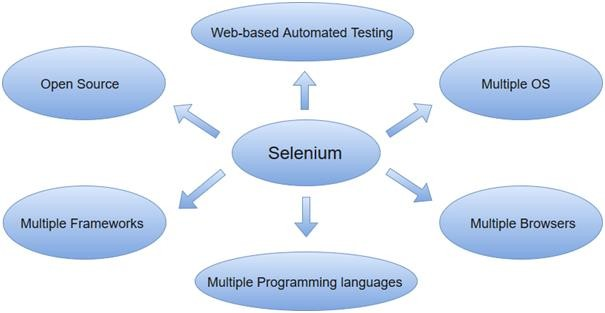 Web-based Automated Testing
Open Source
Multiple OS
Selenium
Multiple Frameworks
Multiple Browsers
Multiple Programming languages